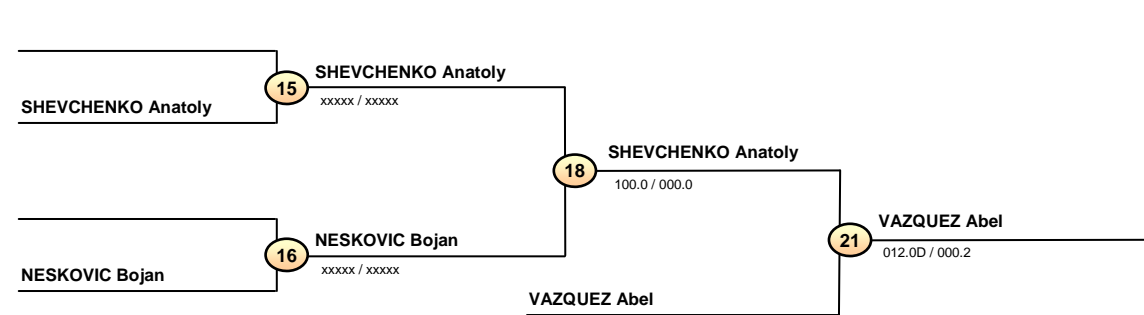 SHEVCHENKO Anatoly
15
xxxxx / xxxxx
SHEVCHENKO Anatoly
SHEVCHENKO Anatoly
18
100.0 / 000.0
VAZQUEZ Abel
21
012.0D / 000.2
NESKOVIC Bojan
16
xxxxx / xxxxx
NESKOVIC Bojan
VAZQUEZ Abel